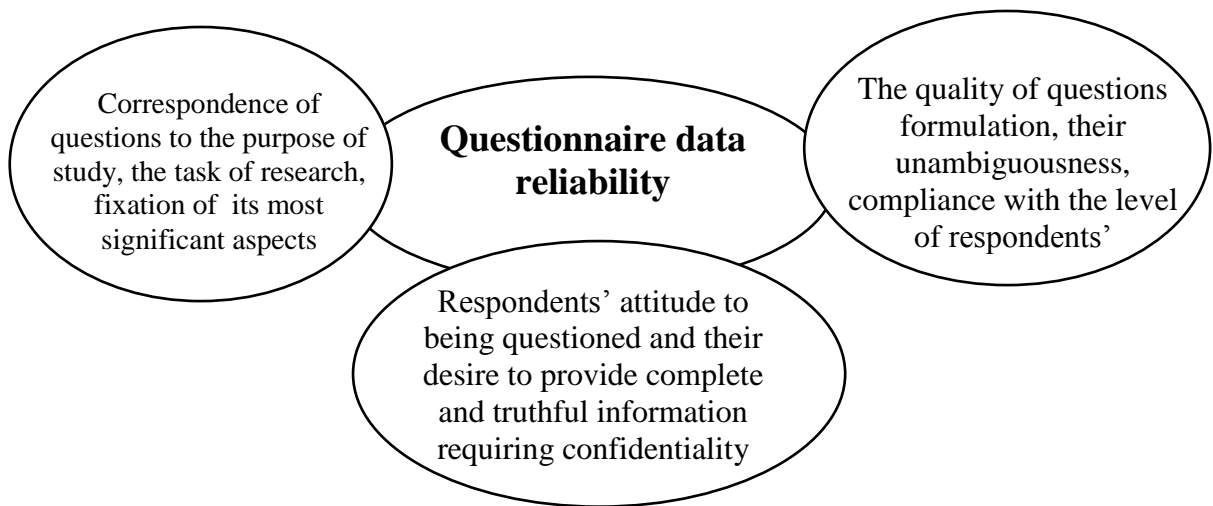 Correspondence of
questions to the purpose of
study, the task of research,
fixation of its most
significant aspects
Questionnaire data
reliability
The quality of questions
formulation, their
unambiguousness,
compliance with the level
of respondents’
Respondents’ attitude to
being questioned and their
desire to provide complete
and truthful information
requiring confidentiality